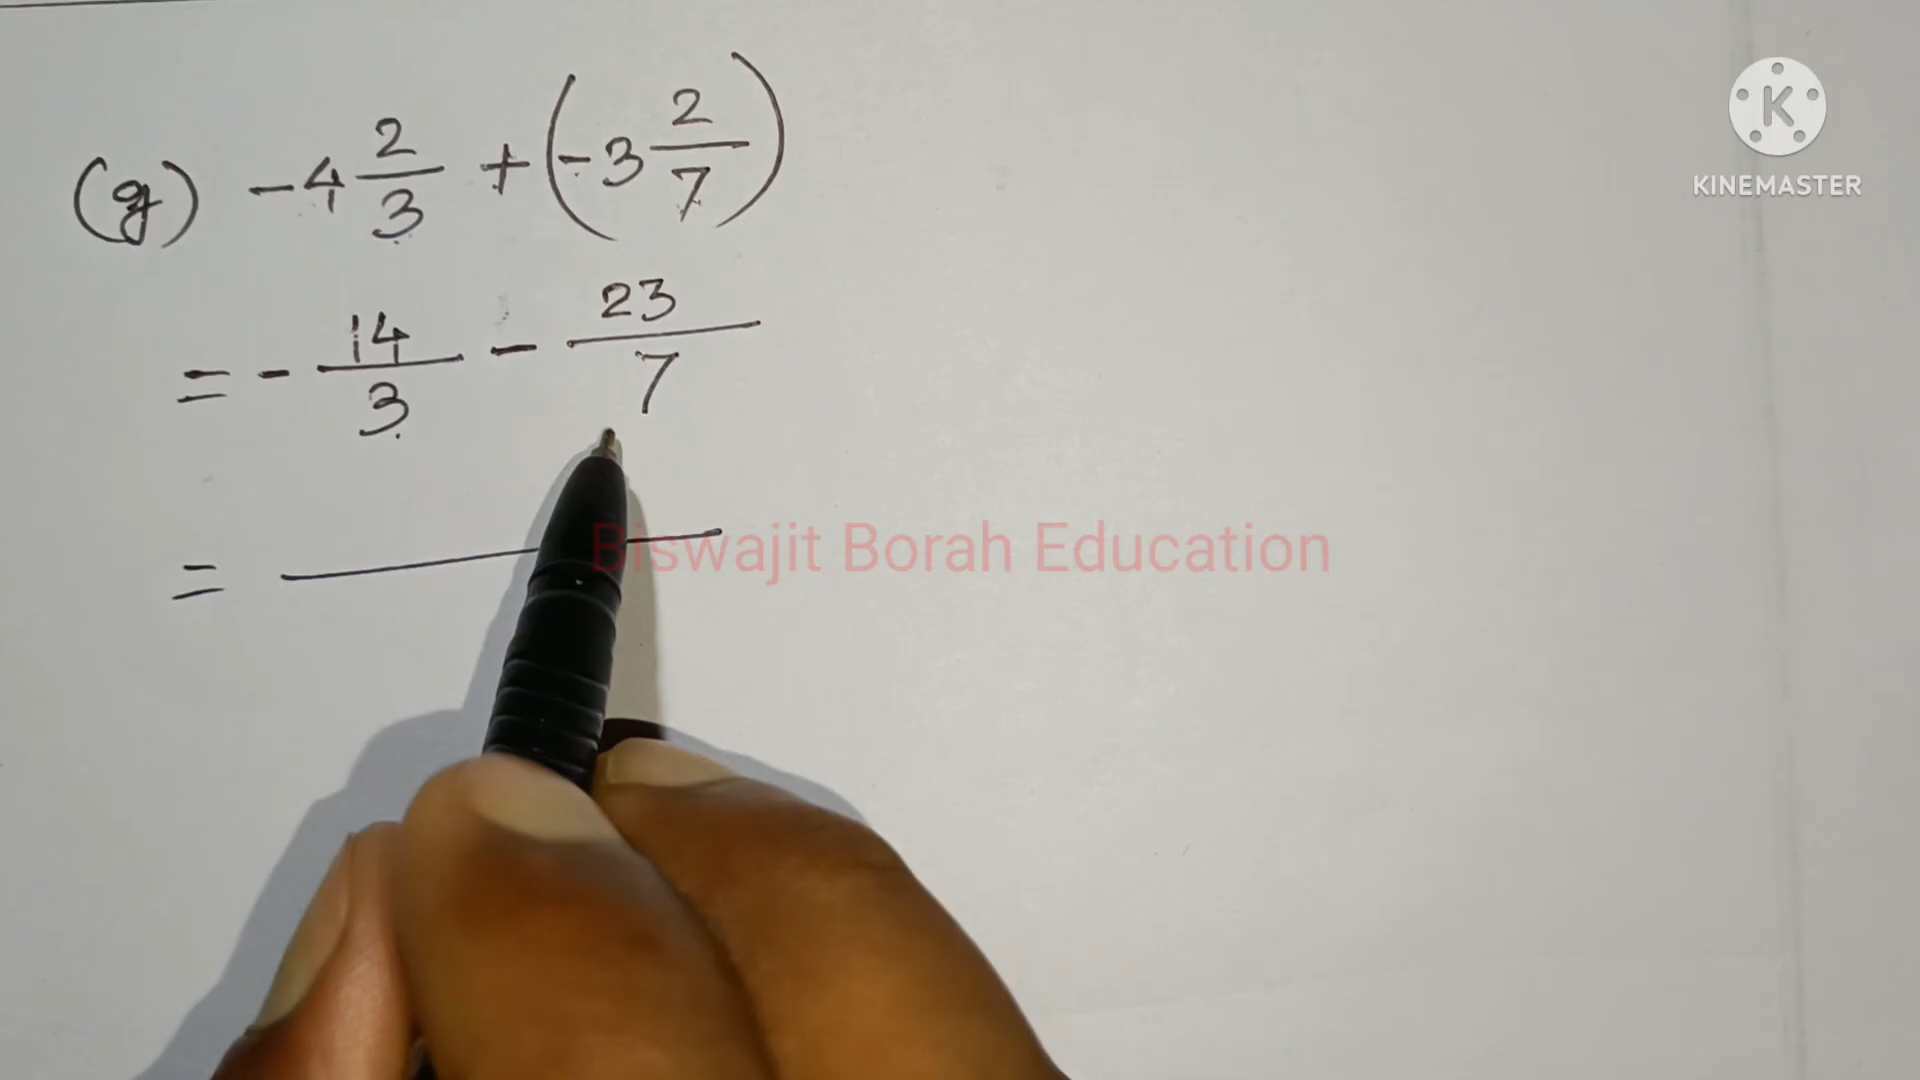 (g) -4 2/3 + (-3 2/7)
= - 14/3 - 23/7
=
K
KINEMASTER
Biswajit Borah Education